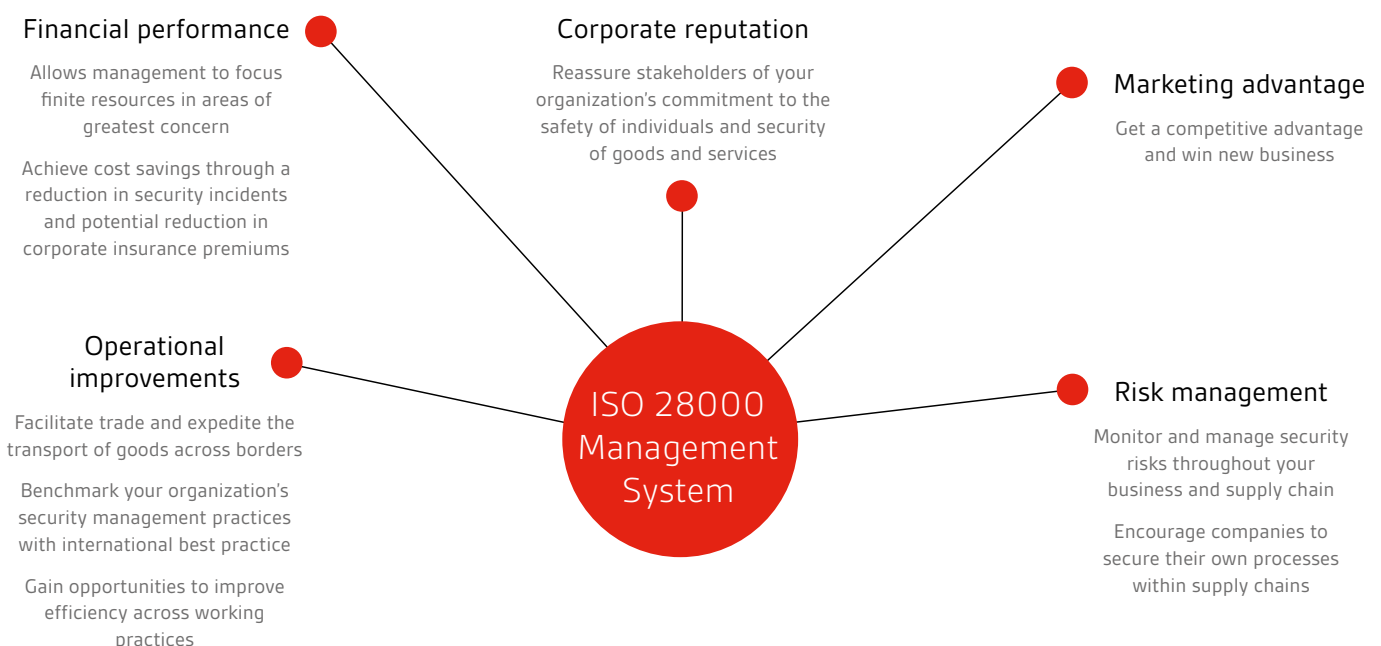 Financial performance
Allows management to focus
finite resources in areas of
greatest concern
Achieve cost savings through a
reduction in security incidents
and potential reduction in
corporate insurance premiums
Corporate reputation
Reassure stakeholders of your
organization's commitment to the
safety of individuals and security
of goods and services
Marketing advantage
Get a competitive advantage
and win new business
Operational
improvements
Facilitate trade and expedite the
transport of goods across borders
Benchmark your organization's
security management practices
with international best practice
Gain opportunities to improve
efficiency across working
practices
ISO 28000
Management
System
Risk management
Monitor and manage security
risks throughout your
business and supply chain
Encourage companies to
secure their own processes
within supply chains